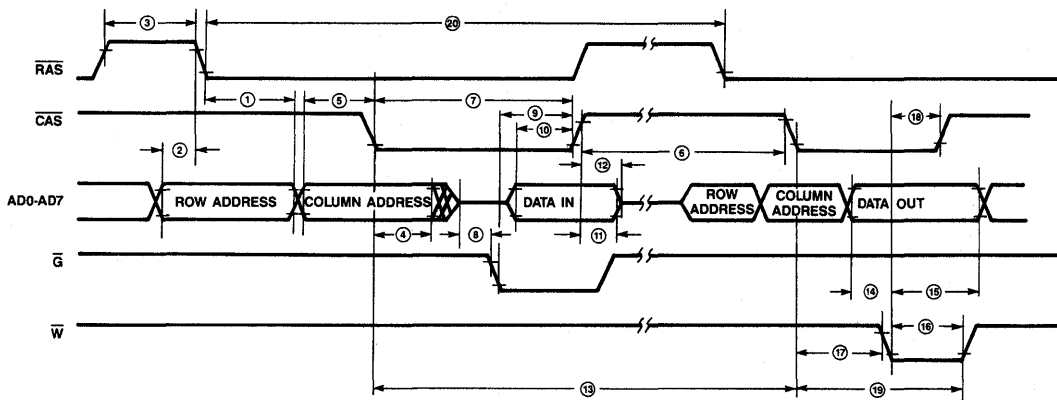 ③ ⑳
RAS
① ⑤ ⑦ ⑨ ⑩ ⑱
CAS
② ⑫ ⑥
AD0-AD7 ROW ADDRESS COLUMN ADDRESS DATA IN ROW ADDRESS COLUMN ADDRESS DATA OUT
④ ⑧ ⑪
G
⑭ ⑮
⑯
W
⑰
⑬ ⑲